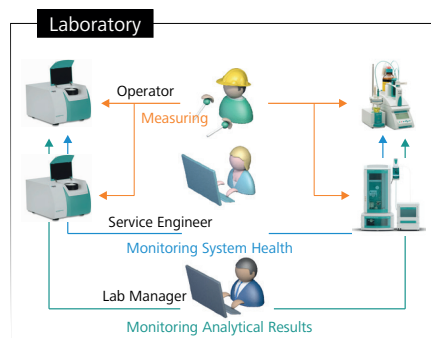 Laboratory
Operator
Measuring
Service Engineer
Monitoring System Health
Lab Manager
Monitoring Analytical Results